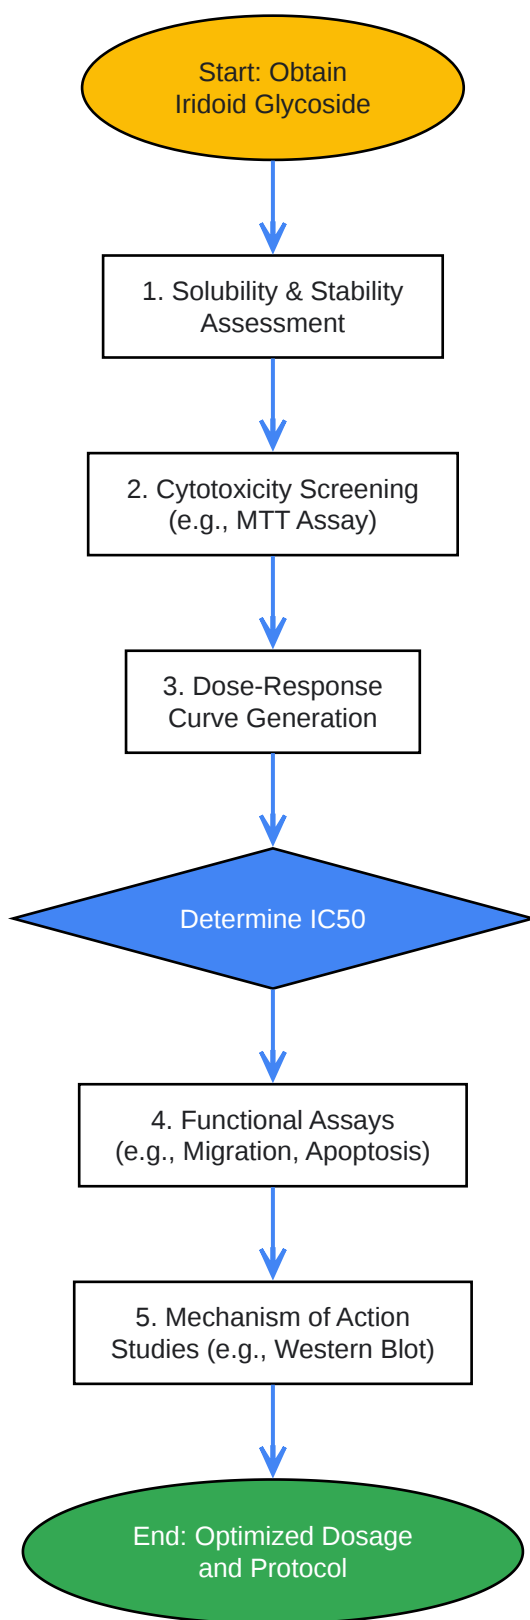 Start: Obtain
Iridoid Glycoside
1. Solubility & Stability
Assessment
2. Cytotoxicity Screening
(e.g., MTT Assay)
3. Dose-Response
Curve Generation
Determine IC50
4. Functional Assays
(e.g., Migration, Apoptosis)
5. Mechanism of Action
Studies (e.g., Western Blot)
End: Optimized Dosage
and Protocol